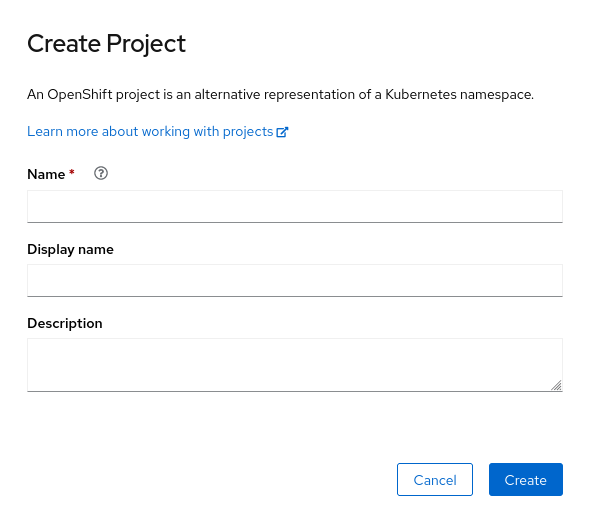 Create Project
An OpenShift project is an alternative representation of a Kubernetes namespace.
Learn more about working with projects
Name *
Display name
Description
Cancel Create